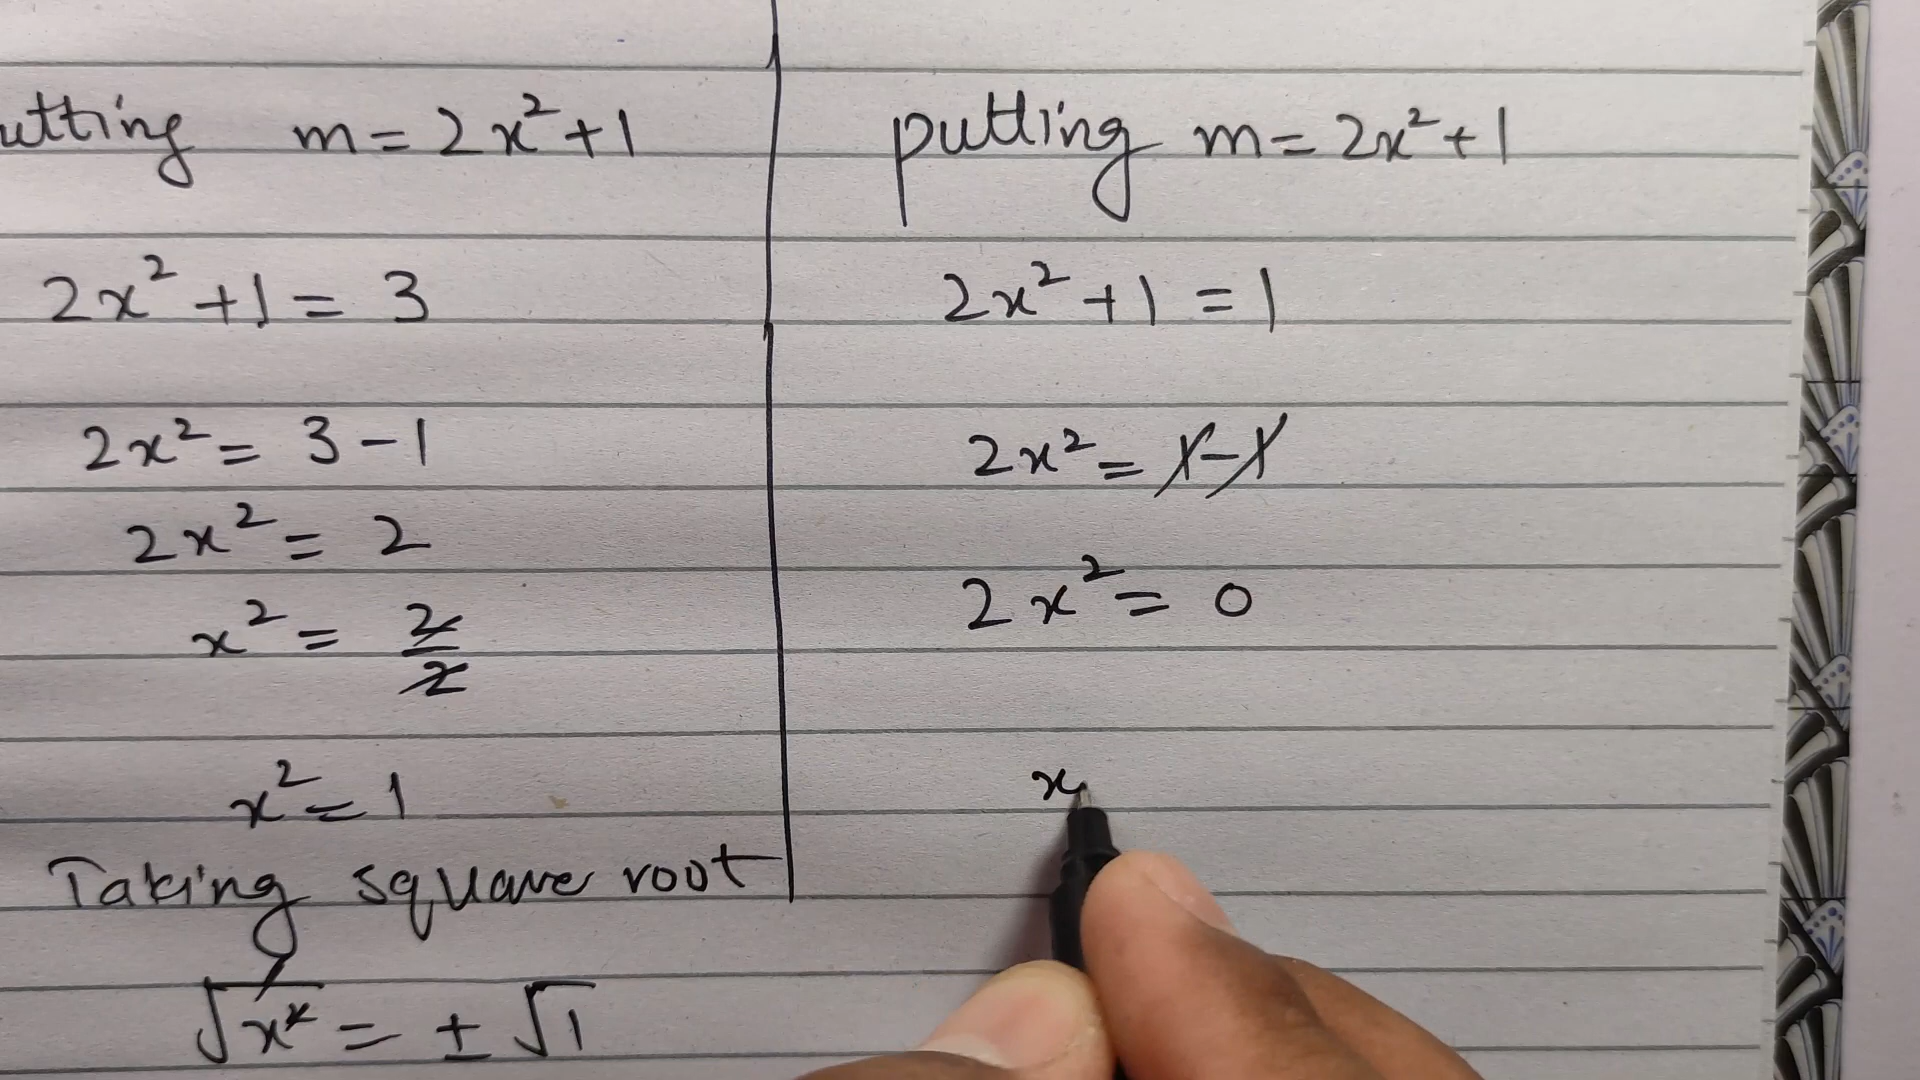 utting m = 2x² + 1
2x² + 1 = 3
2x² = 3 - 1
2x² = 2
x² = 2/2
x² = 1
Taking square root
√x² = ± √1
putting m = 2x² + 1
2x² + 1 = 1
2x² = 1 - 1
2x² = 0
x